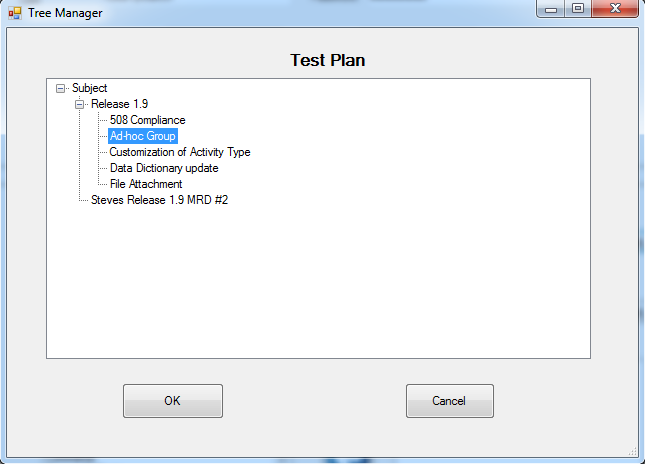 Tree Manager
Test Plan
Subject
Release 1.9
508 Compliance
Ad-hoc Group
Customization of Activity Type
Data Dictionary update
File Attachment
Steves Release 1.9 MRD #2
OK
Cancel